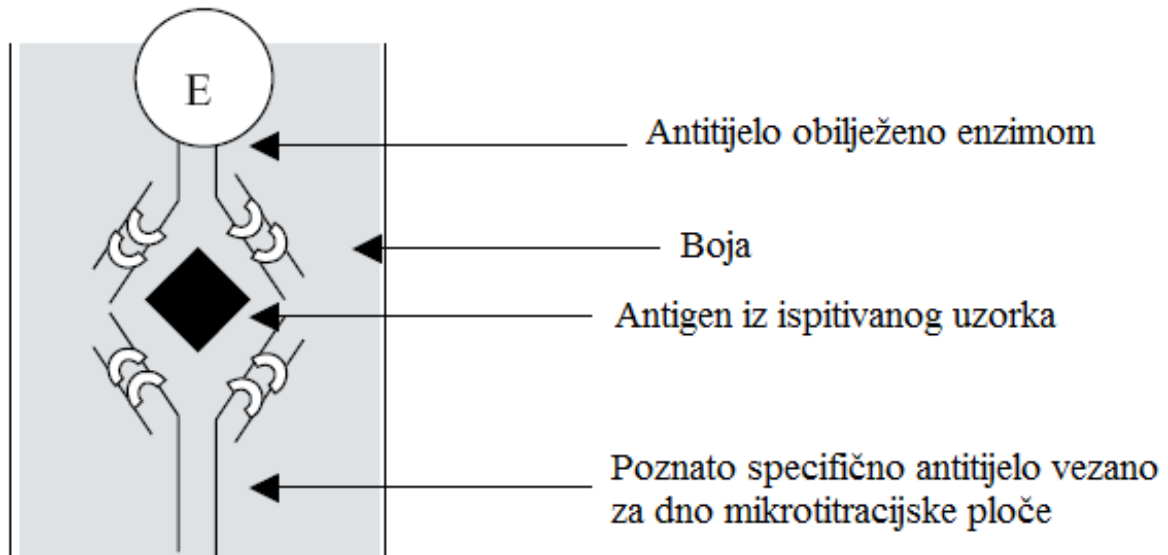 E
Antitijelo obilježeno enzimom
Boja
Antigen iz ispitivanog uzorka
Poznato specifično antitijelo vezano
za dno mikrotitracijske ploče